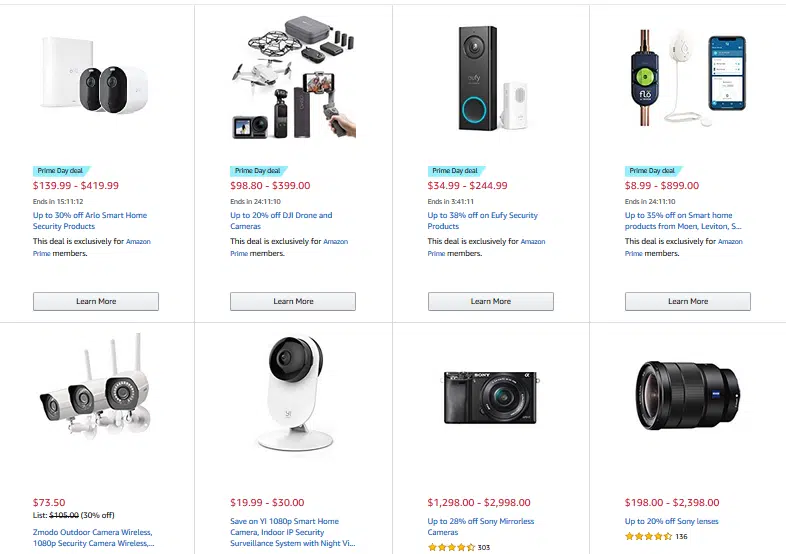 eufy
flo
Prime Day deal
$139.99 - $419.99
Ends in 15:11:12
Up to 30% off Arlo Smart Home
Security Products
This deal is exclusively for Amazon
Prime members.
Learn More
Prime Day deal
$98.80 - $399.00
Ends in 24:11:10
Up to 20% off DJI Drone and
Cameras
This deal is exclusively for Amazon
Prime members.
Learn More
Prime Day deal
$34.99 - $244.99
Ends in 3:41:11
Up to 38% off on Eufy Security
Products
This deal is exclusively for Amazon
Prime members.
Learn More
Prime Day deal
$8.99 - $899.00
Ends in 24:11:10
Up to 35% off on Smart home
products from Moen, Leviton, S...
This deal is exclusively for Amazon
Prime members.
Learn More
YI
SONY
α
$73.50
List: $105.00 (30% off)
Zmodo Outdoor Camera Wireless,
1080p Security Camera Wireless,...
$19.99 - $30.00
Save on YI 1080p Smart Home
Camera, Indoor IP Security
Surveillance System with Night Vi...
$1,298.00 - $2,998.00
Up to 28% off Sony Mirrorless
Cameras
303
$198.00 - $2,398.00
Up to 20% off Sony lenses
136